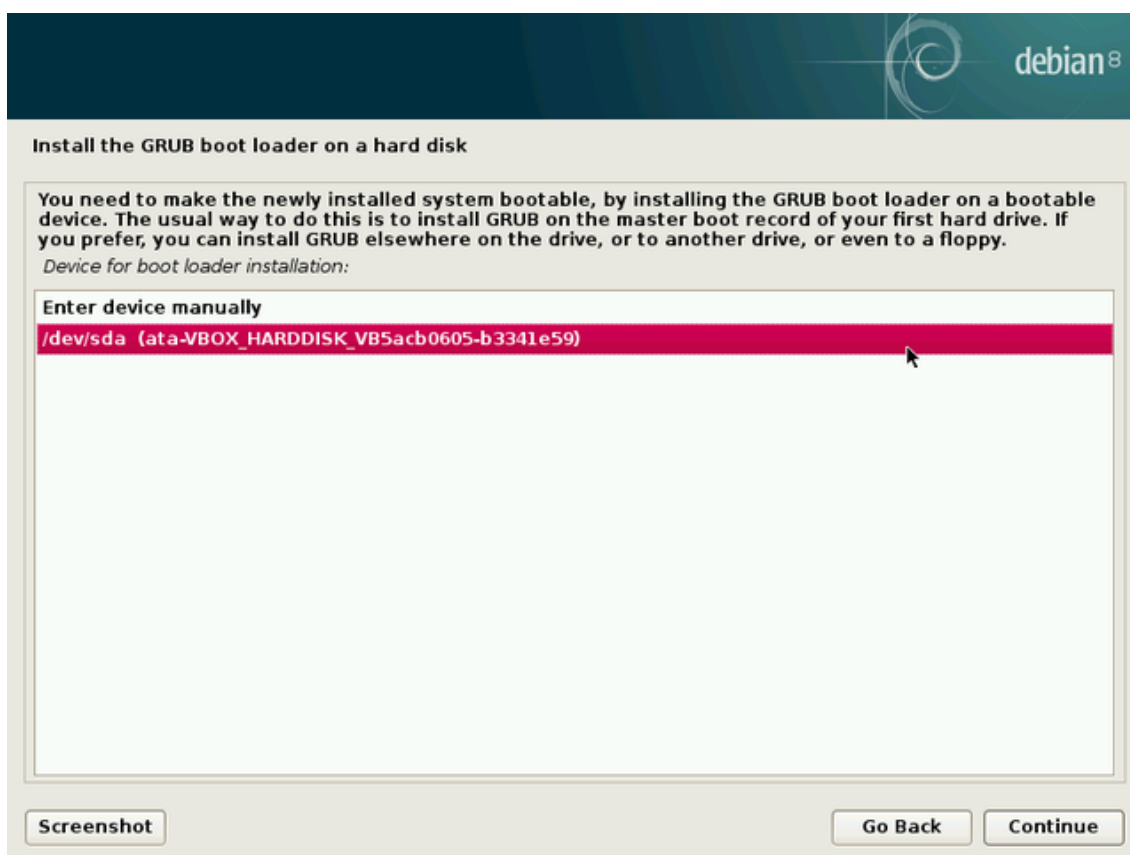 debian 8
Install the GRUB boot loader on a hard disk
You need to make the newly installed system bootable, by installing the GRUB boot loader on a bootable
device. The usual way to do this is to install GRUB on the master boot record of your first hard drive. If
you prefer, you can install GRUB elsewhere on the drive, or to another drive, or even to a floppy.
Device for boot loader installation:
Enter device manually
/dev/sda (ata-VBOX_HARDDISK_VB5acb0605-b3341e59)
Screenshot
Go Back
Continue